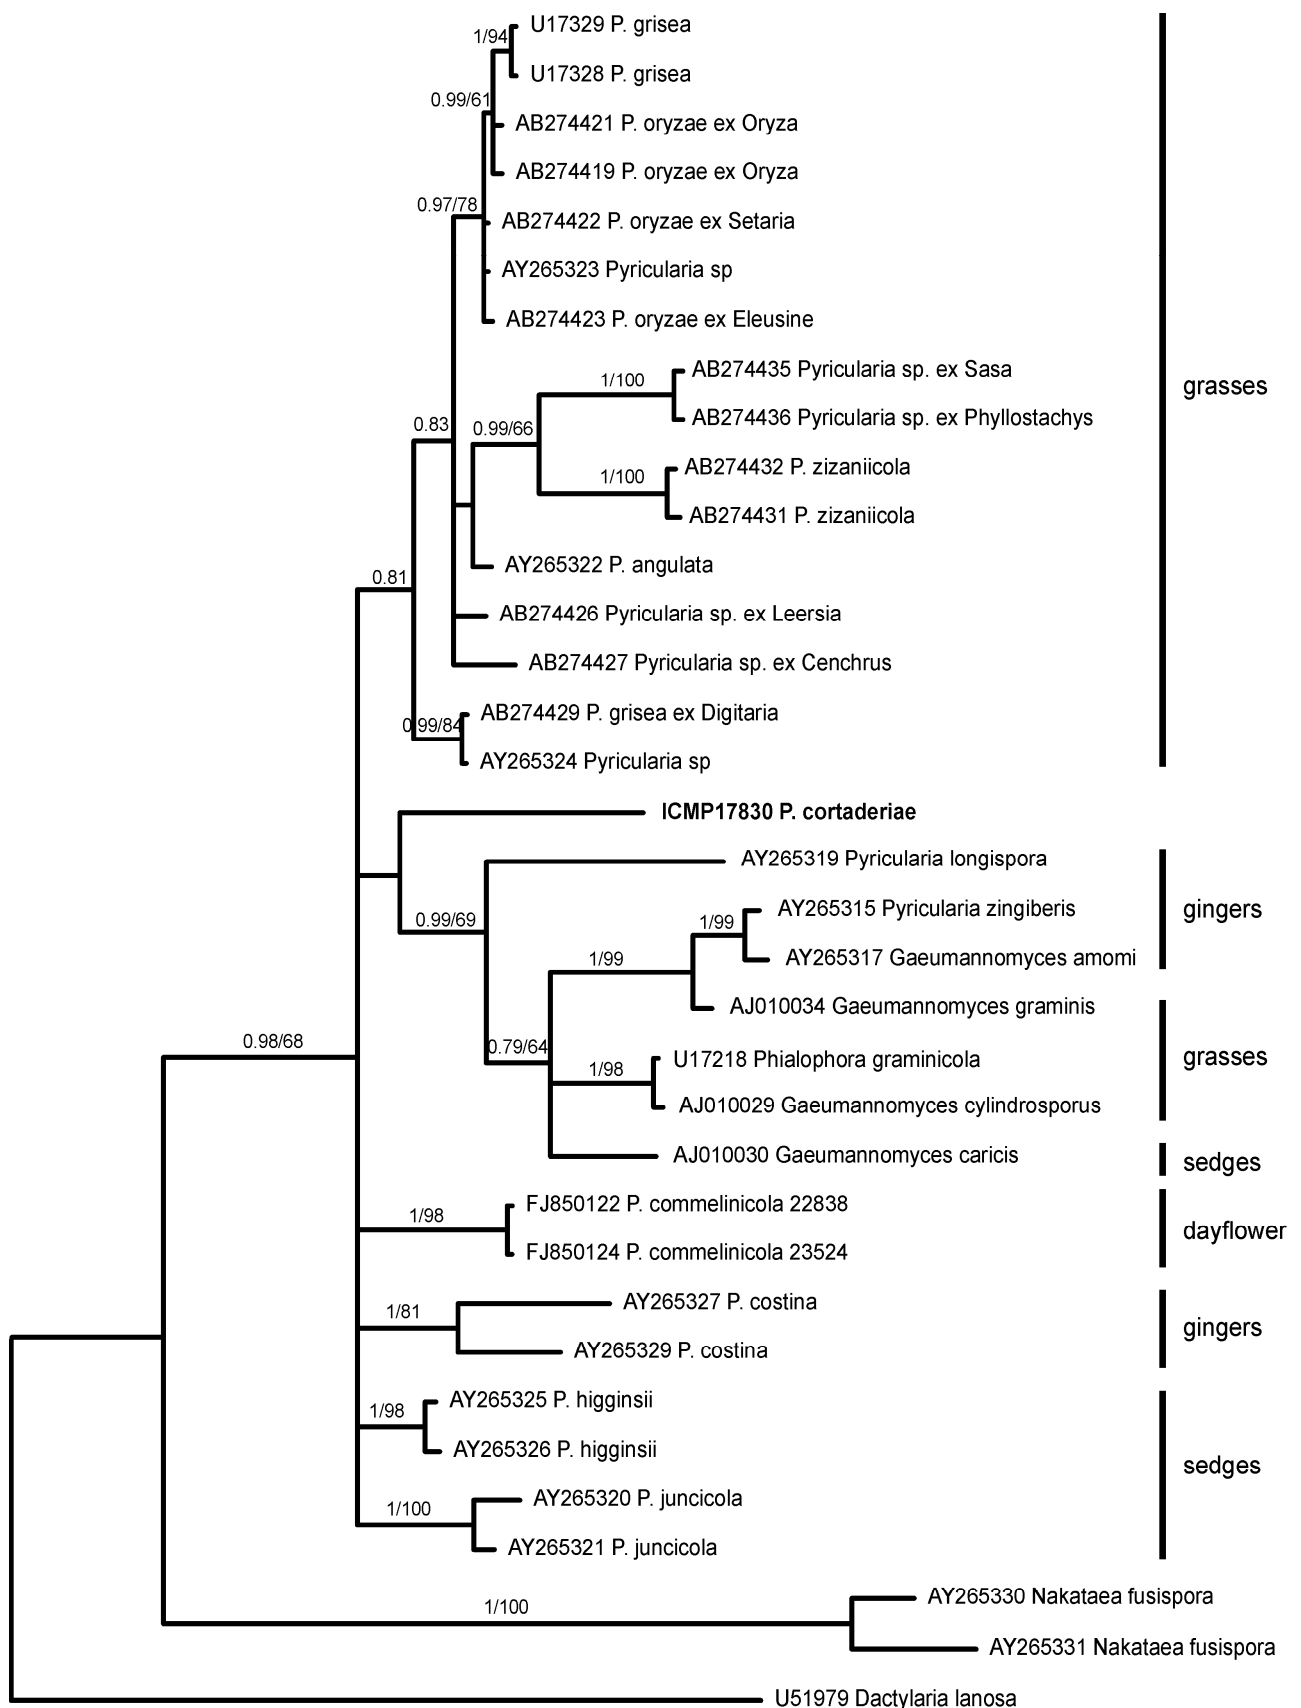 1/94
U17329 P. grisea
U17328 P. grisea
0.99/61
AB274421 P. oryzae ex Oryza
AB274419 P. oryzae ex Oryza
0.97/78
AB274422 P. oryzae ex Setaria
AY265323 Pyricularia sp
AB274423 P. oryzae ex Eleusine
AB274435 Pyricularia sp. ex Sasa
1/100
grasses
AB274436 Pyricularia sp. ex Phyllostachys
0.83
0.99/66
AB274432 P. zizaniicola
1/100
AB274431 P. zizaniicola
AY265322 P. angulata
0.81
AB274426 Pyricularia sp. ex Leersia
AB274427 Pyricularia sp. ex Cenchrus
AB274429 P. grisea ex Digitaria
0.99/84
AY265324 Pyricularia sp
ICMP17830 P. cortaderiae
AY265319 Pyricularia longispora
AY265315 Pyricularia zingiberis
gingers
0.99/69
1/99
AY265317 Gaeumannomyces amomi
1/99
AJ010034 Gaeumannomyces graminis
0.98/68
0.79/64
U17218 Phialophora graminicola
grasses
1/98
AJ010029 Gaeumannomyces cylindrosporus
AJ010030 Gaeumannomyces caricis
sedges
FJ850122 P. commelinicola 22838
1/98
dayflower
FJ850124 P. commelinicola 23524
AY265327 P. costina
1/81
gingers
AY265329 P. costina
AY265325 P. higginsii
1/98
AY265326 P. higginsii
sedges
AY265320 P. juncicola
1/100
AY265321 P. juncicola
AY265330 Nakataea fusispora
1/100
AY265331 Nakataea fusispora
U51979 Dactylaria lanosa